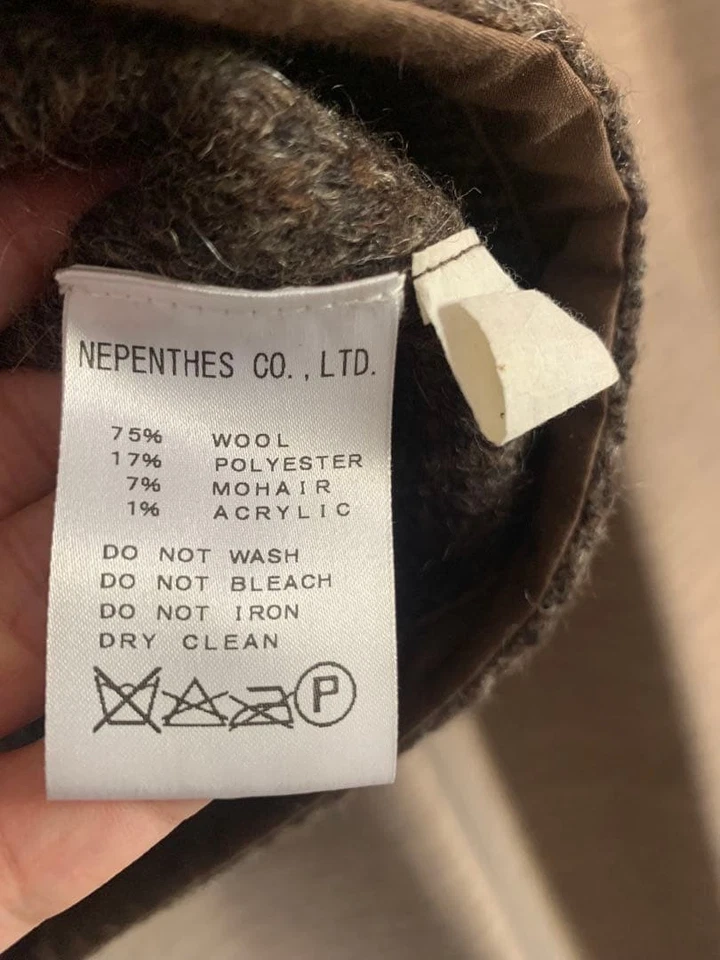 NEPENTHES CO., LTD.
75% WOOL
17% POLYESTER
7% MOHAIR
1% ACRYLIC
DO NOT WASH
DO NOT BLEACH
DO NOT IRON
DRY CLEAN
P